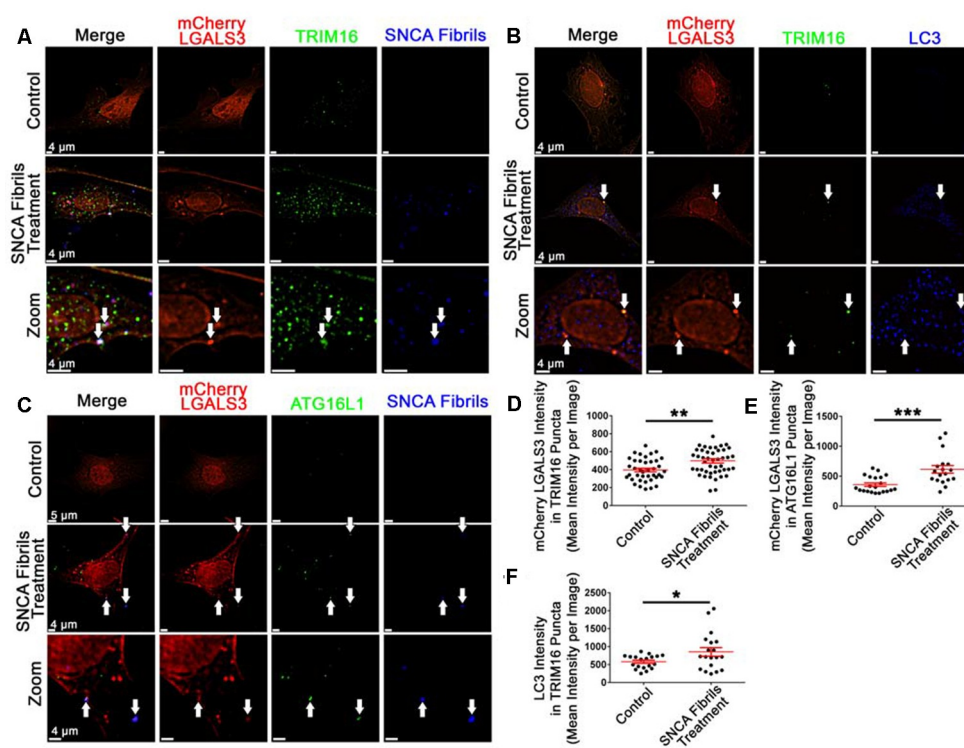 A
Merge
mCherry
LGALS3
TRIM16
SNCA Fibrils
Control
4 µm
SNCA Fibrils
Treatment
4 µm
Zoom
4 µm
B
Merge
mCherry
LGALS3
TRIM16
LC3
Control
4 µm
SNCA Fibrils
Treatment
4 µm
Zoom
4 µm
C
Merge
mCherry
LGALS3
ATG16L1
SNCA Fibrils
Control
5 µm
SNCA Fibrils
Treatment
4 µm
Zoom
4 µm
D
mCherry LGALS3 Intensity
in TRIM16 Puncta
(Mean Intensity per Image)
1000
800
600
400
200
0
**
Control
SNCA Fibrils
Treatment
E
mCherry LGALS3 Intensity
in ATG16L1 Puncta
(Mean Intensity per Image)
1500
1000
500
0
***
Control
SNCA Fibrils
Treatment
F
LC3 Intensity
in TRIM16 Puncta
(Mean Intensity per Image)
2500
2000
1500
1000
500
0
*
Control
SNCA Fibrils
Treatment